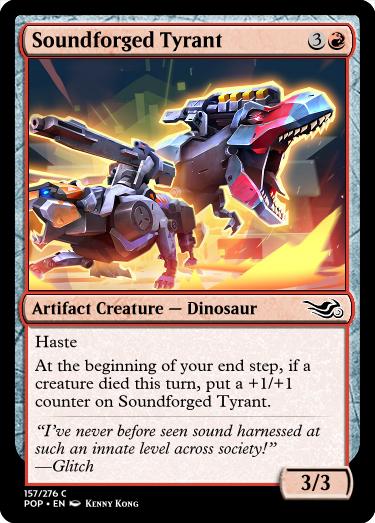 Soundforged Tyrant 3
Haste
At the beginning of your end step, if a
creature died this turn, put a +1/+1
counter on Soundforged Tyrant.
Artifact Creature — Dinosaur
“I’ve never before seen sound harnessed at
such an innate level across society!”
—Glitch
3/3
157/276 C
POP • EN Kenny Kong